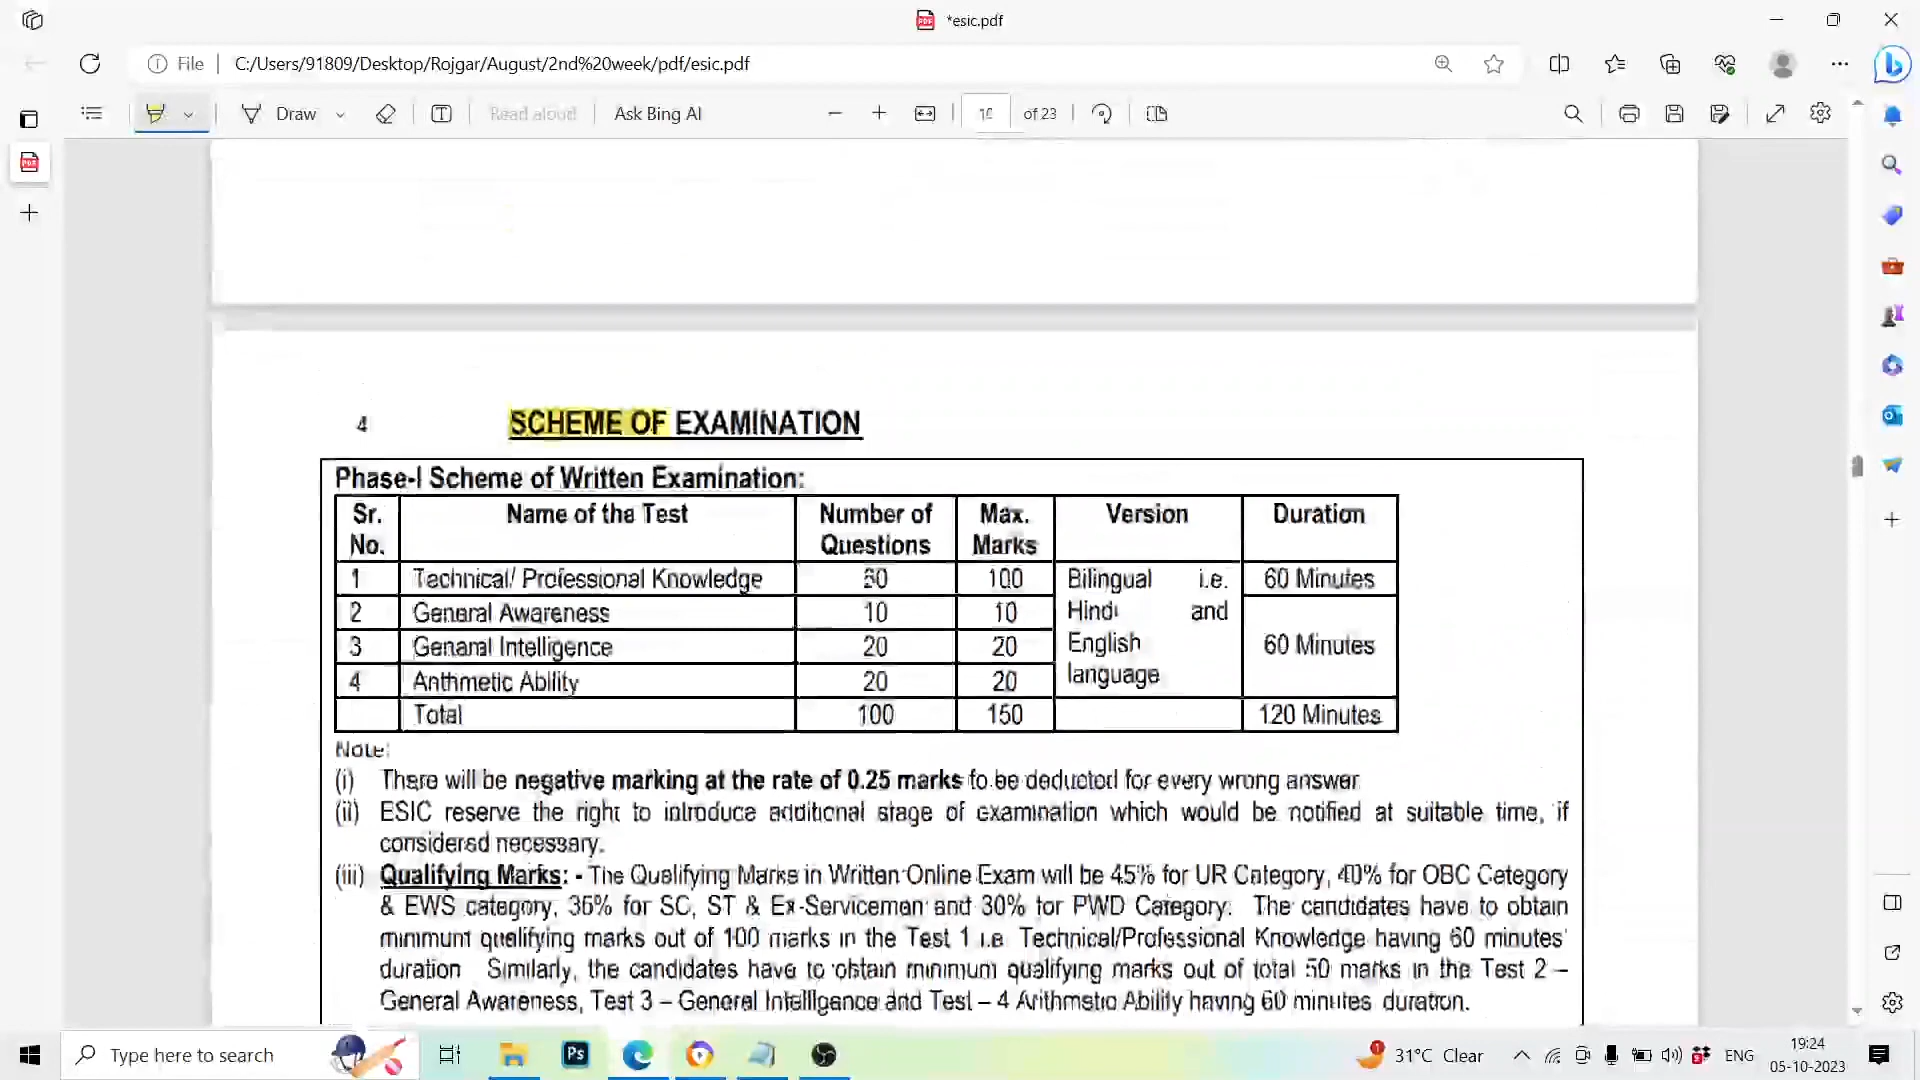 *esic.pdf
File C:/Users/91809/Desktop/Rojgar/August/2nd%20week/pdf/esic.pdf
Draw Read aloud Ask Bing AI of 23
4 SCHEME OF EXAMINATION
Phase-I Scheme of Written Examination:
Sr. No. Name of the Test Number of Questions Max. Marks Version Duration
1 Technical/ Professional Knowledge 100 Bilingual i.e. Hindi and English language 60 Minutes
2 General Awareness 10 10 60 Minutes
3 General Intelligence 20 20
4 Arithmetic Ability 20 20
Total 100 150 120 Minutes
Note:
(i) There will be negative marking at the rate of 0.25 marks to be deducted for every wrong answer
(ii) ESIC reserve the right to introduce additional stage of examination which would be notified at suitable time, if
considered necessary.
(iii) Qualifying Marks: - The Qualifying Marks in Written Online Exam will be 45% for UR Category, 40% for OBC Category
& EWS category, for SC, ST & Ex-Serviceman and 30% for PWD Category. The candidates have to obtain
minimum qualifying marks out of 100 marks in the Test 1 i.e Technical/Professional Knowledge having 60 minutes'
duration Similarly, the candidates have to obtain minimum qualifying marks out of total 50 marks in the Test 2 –
General Awareness, Test 3 – General Intelligence and Test – 4 Arithmetic Ability having 60 minutes duration.
Type here to search
Ps
31°C Clear
ENG
19:24
05-10-2023